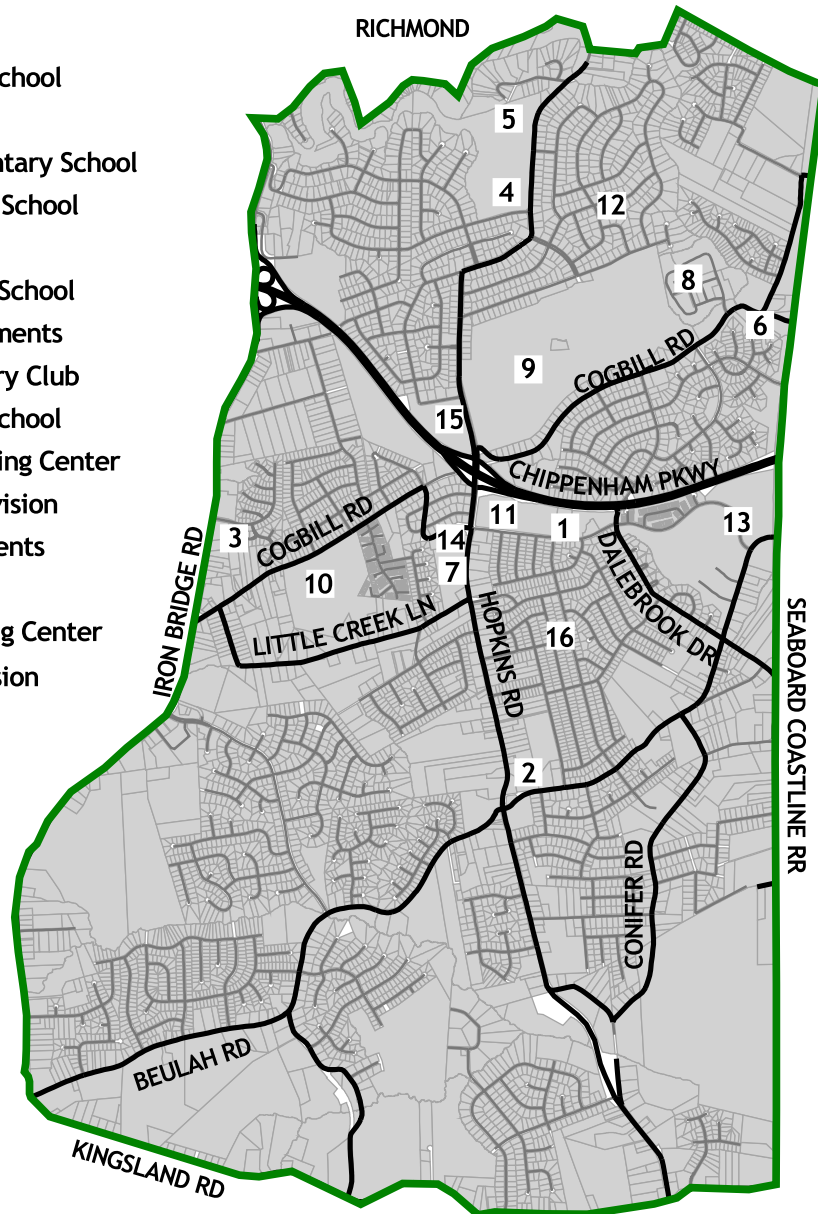 RICHMOND
chool
ntary School
School
School
ments
ry Club
chool
ing Center
vision
ents
g Center
sion
5
4
12
8
6
9
COGBILL RD
15
CHIPPENHAM PKWY
11
1
13
3
COGBILL RD
14
7
10
LITTLE CREEK LN
DALEBROOK DR
16
HOPKINS RD
IRON BRIDGE RD
SEABOARD COASTLINE RR
2
CONIFER RD
BEULAH RD
KINGSLAND RD